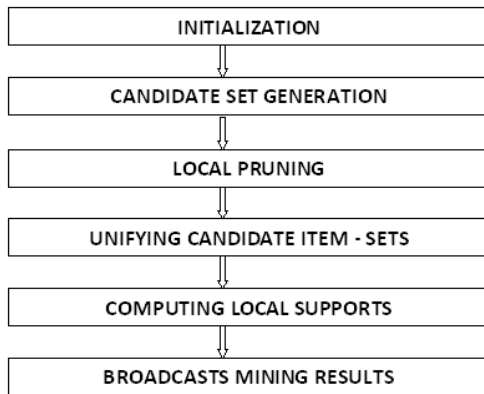 INITIALIZATION
CANDIDATE SET GENERATION
LOCAL PRUNING
UNIFYING CANDIDATE ITEM - SETS
COMPUTING LOCAL SUPPORTS
BROADCASTS MINING RESULTS